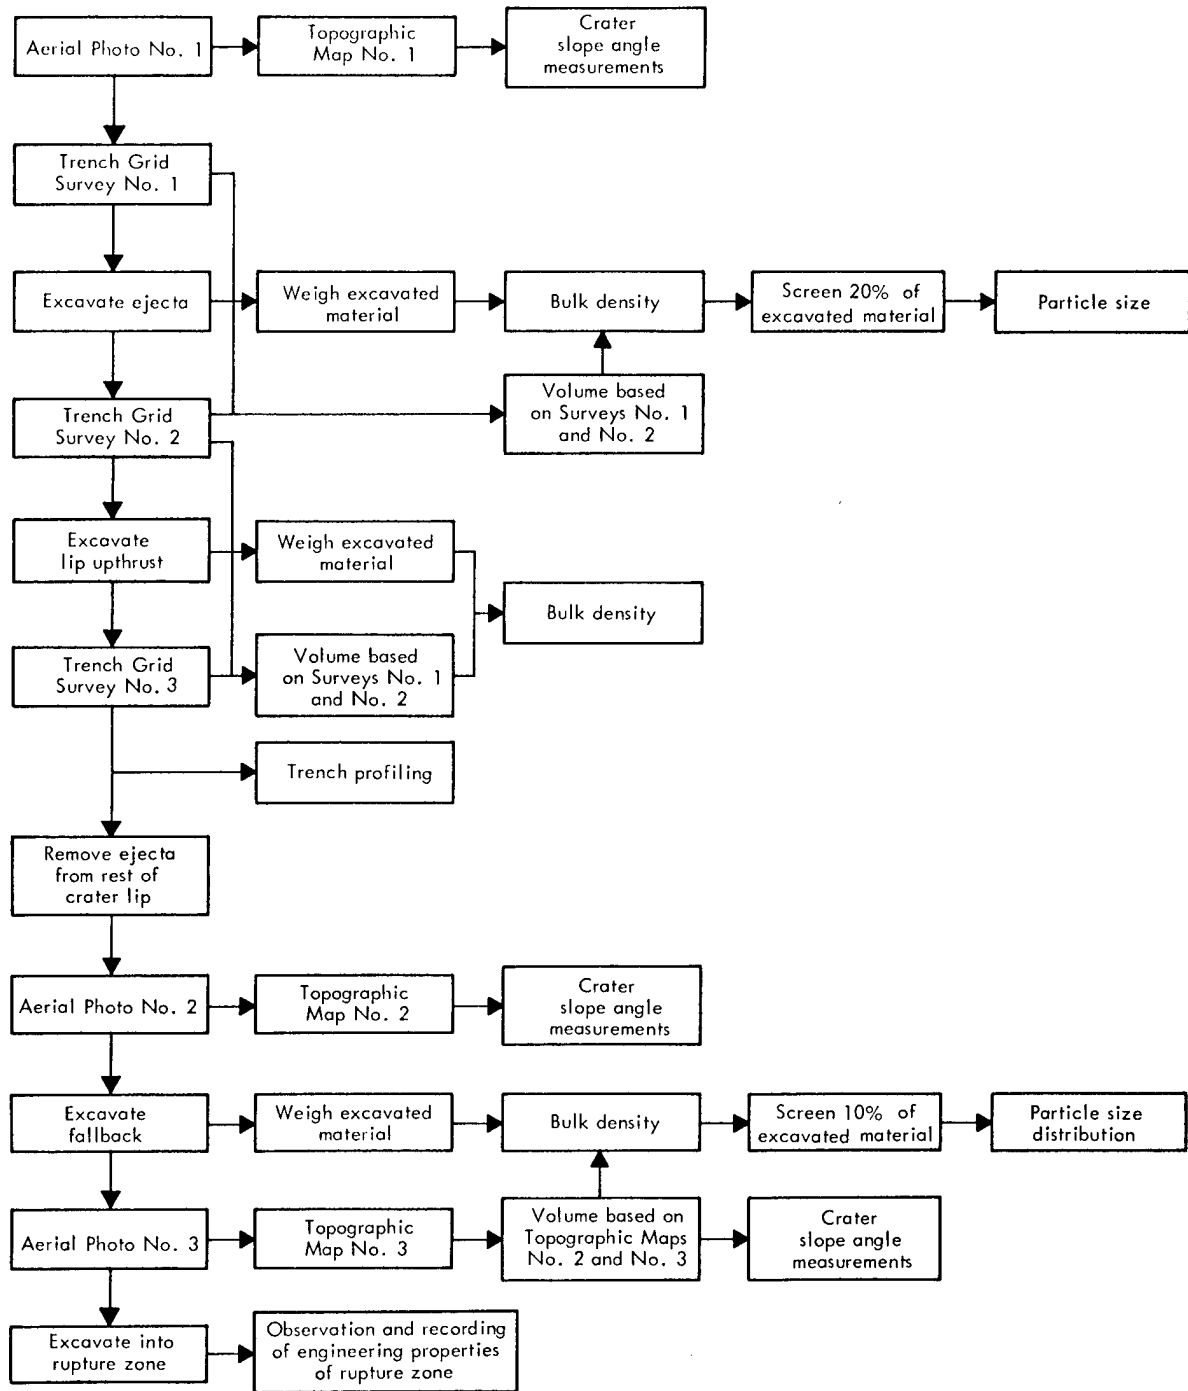 Aerial Photo No. 1
Topographic
Map No. 1
Crater
slope angle
measurements
Trench Grid
Survey No. 1
Excavate ejecta
Weigh excavated
material
Bulk density
Screen 20% of
excavated material
Particle size
Trench Grid
Survey No. 2
Volume based
on Surveys No. 1
and No. 2
Excavate
lip upthrust
Weigh excavated
material
Bulk density
Trench Grid
Survey No. 3
Volume based
on Surveys No. 1
and No. 2
Trench profiling
Remove ejecta
from rest of
crater lip
Aerial Photo No. 2
Topographic
Map No. 2
Crater
slope angle
measurements
Excavate
fallback
Weigh excavated
material
Bulk density
Screen 10% of
excavated material
Particle size
distribution
Aerial Photo No. 3
Topographic
Map No. 3
Volume based on
Topographic Maps
No. 2 and No. 3
Crater
slope angle
measurements
Excavate into
rupture zone
Observation and recording
of engineering properties
of rupture zone